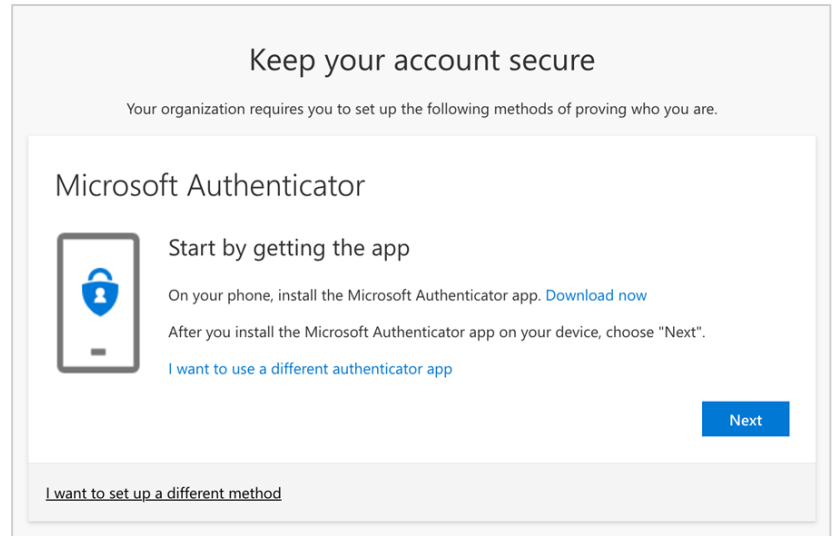 Keep your account secure
Your organization requires you to set up the following methods of proving who you are.
Microsoft Authenticator
Start by getting the app
On your phone, install the Microsoft Authenticator app. Download now
After you install the Microsoft Authenticator app on your device, choose "Next".
I want to use a different authenticator app
Next
I want to set up a different method